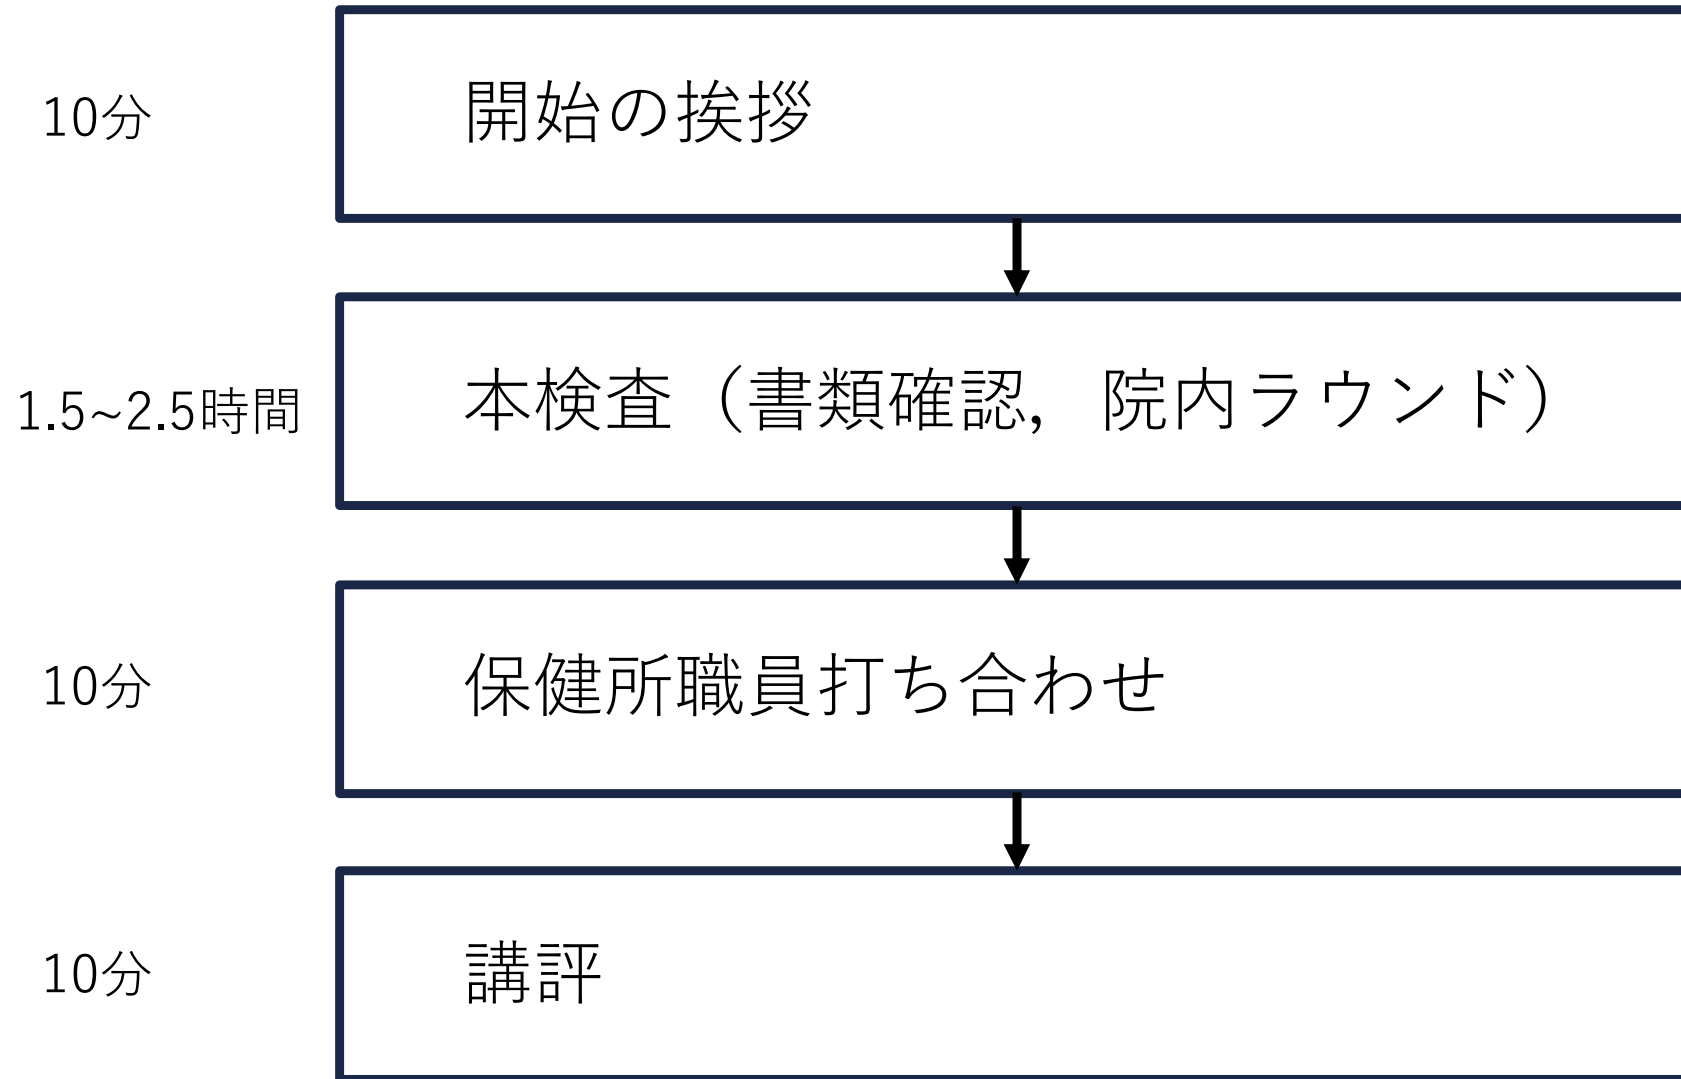 10分
開始の挨拶
1.5~2.5時間
本検査（書類確認，院内ラウンド）
10分
保健所職員打ち合わせ
10分
講評